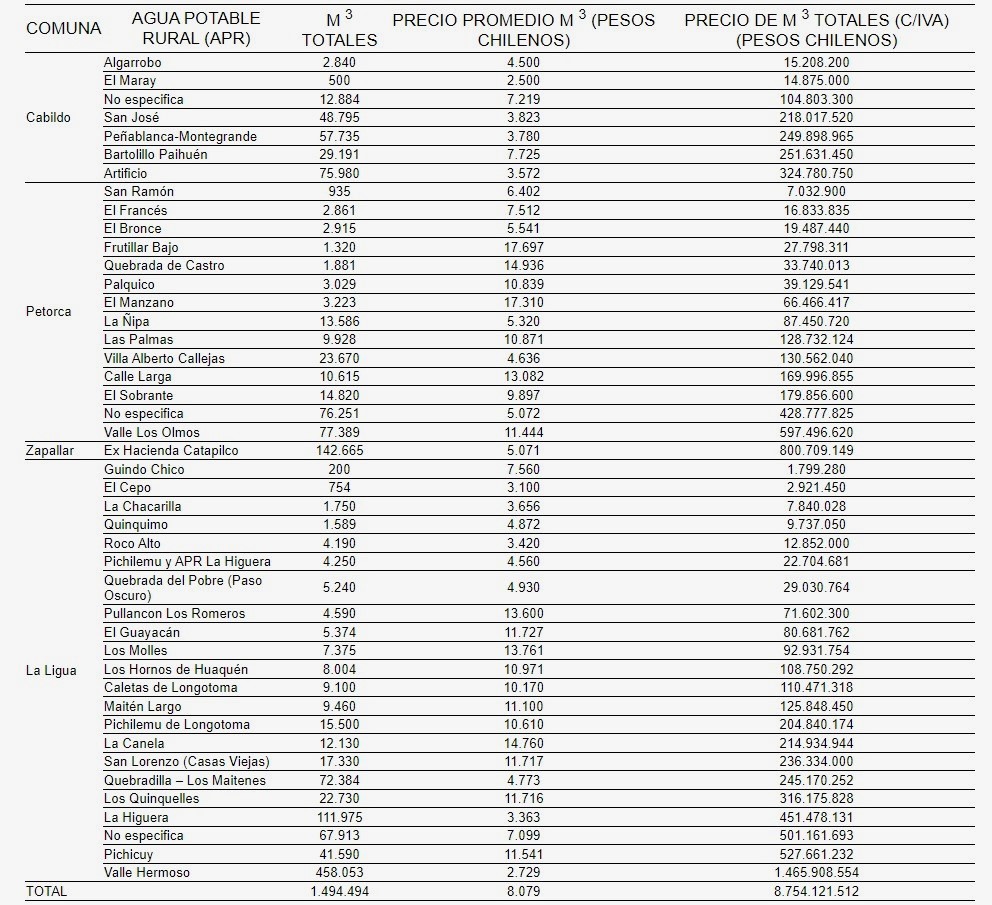 COMUNA AGUA POTABLE RURAL (APR) M 3 TOTALES PRECIO PROMEDIO M 3 (PESOS CHILENOS) PRECIO DE M 3 TOTALES (C/IVA) (PESOS CHILENOS)
Algarrobo 2.840 4.500 15.208.200
El Maray 500 2.500 14.875.000
No especifica 12.884 7.219 104.803.300
Cabildo San José 48.795 3.823 218.017.520
Peñablanca-Montegrande 57.735 3.780 249.898.965
Bartolillo Paihuén 29.191 7.725 251.631.450
Artificio 75.980 3.572 324.780.750
San Ramón 935 6.402 7.032.900
El Francés 2.861 7.512 16.833.835
El Bronce 2.915 5.541 19.487.440
Frutillar Bajo 1.320 17.697 27.798.311
Quebrada de Castro 1.881 14.936 33.740.013
Palquico 3.029 10.839 39.129.541
El Manzano 3.223 17.310 66.466.417
Petorca
La Ñipa 13.586 5.320 87.450.720
Las Palmas 9.928 10.871 128.732.124
Villa Alberto Callejas 23.670 4.636 130.562.040
Calle Larga 10.615 13.082 169.996.855
El Sobrante 14.820 9.897 179.856.600
No especifica 76.251 5.072 428.777.825
Valle Los Olmos 77.389 11.444 597.496.620
Zapallar Ex Hacienda Catapilco 142.665 5.071 800.709.149
Guindo Chico 200 7.560 1.799.280
El Cepo 754 3.100 2.921.450
La Chacarilla 1.750 3.656 7.840.028
Quinquimo 1.589 4.872 9.737.050
Roco Alto 4.190 3.420 12.852.000
Pichilemu y APR La Higuera 4.250 4.560 22.704.681
Quebrada del Pobre (Paso Oscuro) 5.240 4.930 29.030.764
Pullancon Los Romeros 4.590 13.600 71.602.300
El Guayacán 5.374 11.727 80.681.762
Los Molles 7.375 13.761 92.931.754
La Ligua Los Hornos de Huaquén 8.004 10.971 108.750.292
Caletas de Longotoma 9.100 10.170 110.471.318
Maitén Largo 9.460 11.100 125.848.450
Pichilemu de Longotoma 15.500 10.610 204.840.174
La Canela 12.130 14.760 214.934.944
San Lorenzo (Casas Viejas) 17.330 11.717 236.334.000
Quebradilla – Los Maitenes 72.384 4.773 245.170.252
Los Quinquelles 22.730 11.716 316.175.828
La Higuera 111.975 3.363 451.478.131
No especifica 67.913 7.099 501.161.693
Pichicuy 41.590 11.541 527.661.232
Valle Hermoso 458.053 2.729 1.465.908.554
TOTAL 1.494.494 8.079 8.754.121.512